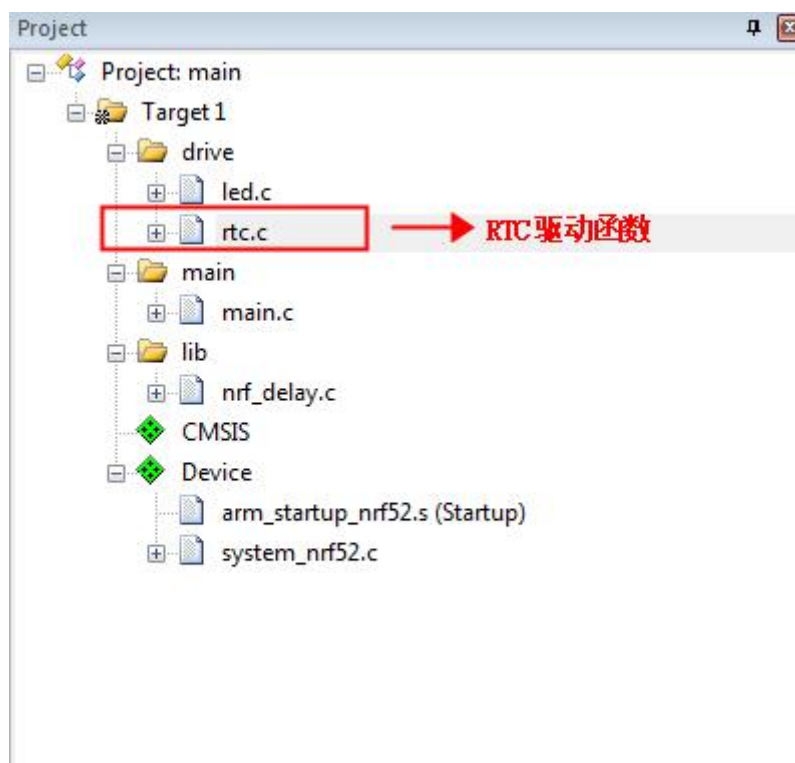 Project
Project: main
Target 1
drive
led.c
rtc.c
RTC驱动函数
main
main.c
lib
nrf_delay.c
CMSIS
Device
arm_startup_nrf52.s (Startup)
system_nrf52.c